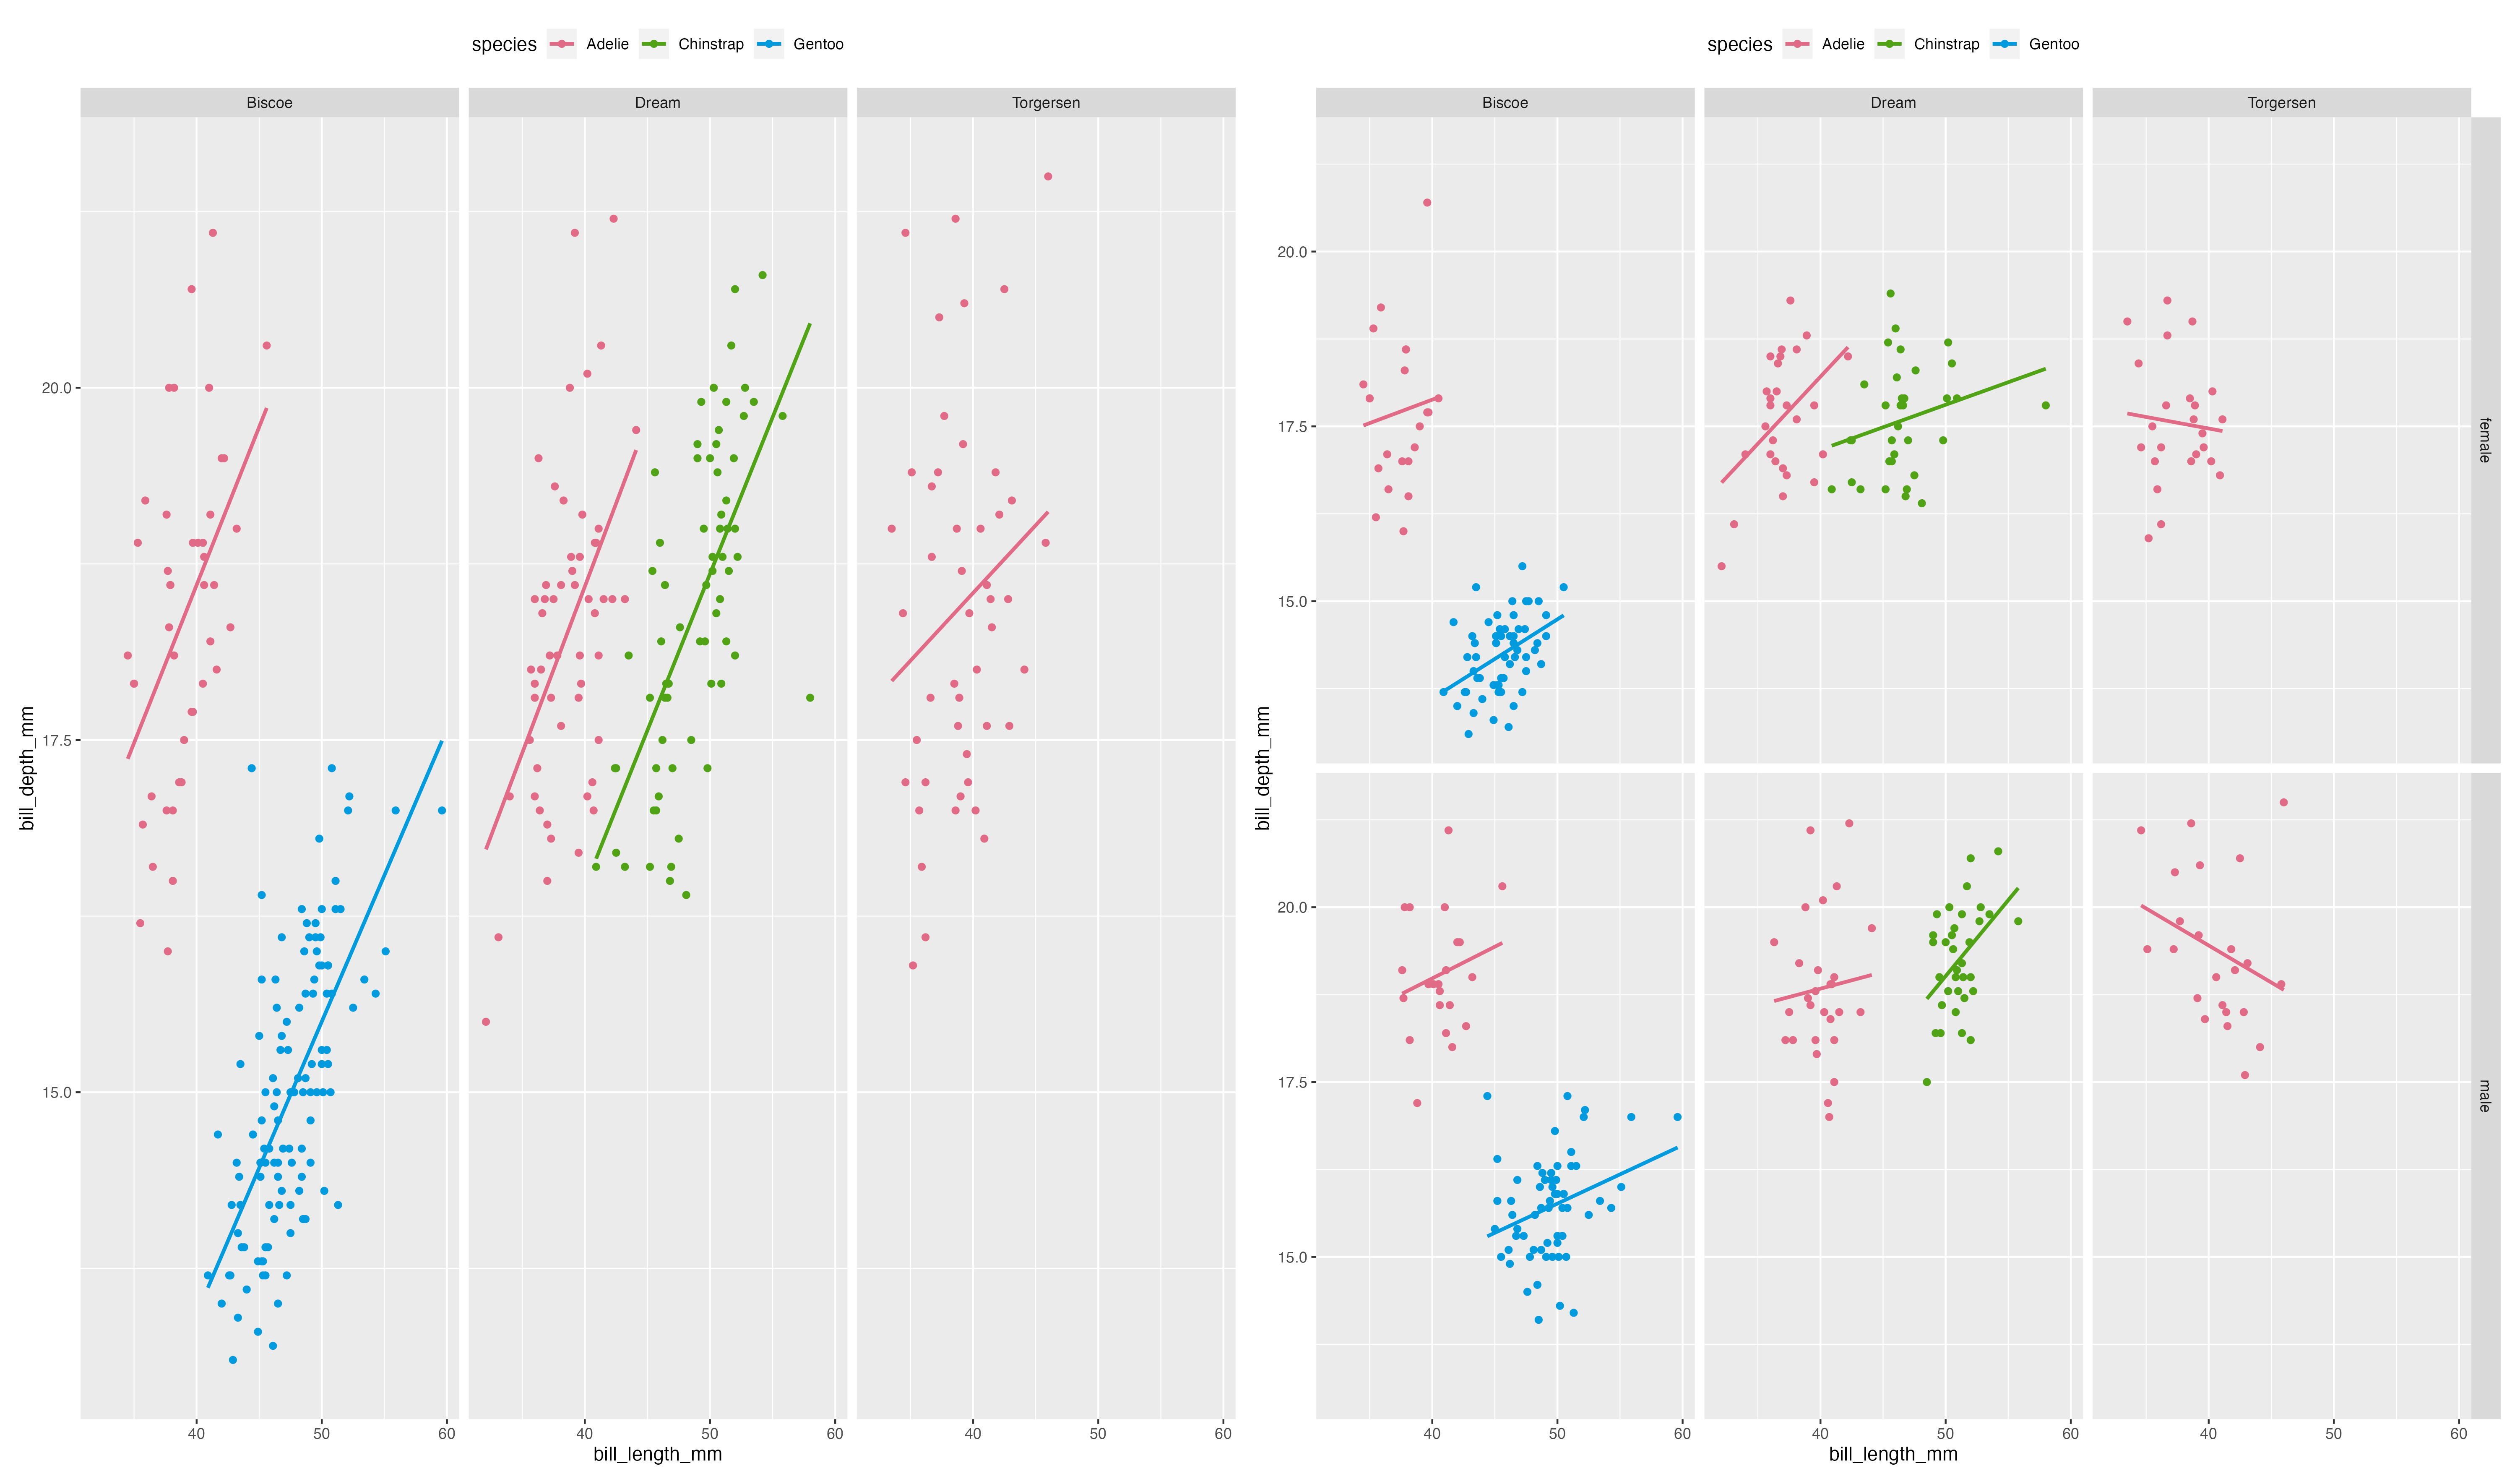 species Adelie Chinstrap Gentoo
Biscoe Dream Torgersen
20.0
17.5
15.0
bill_depth_mm
40 50 60 40 50 60 40 50 60
bill_length_mm
species Adelie Chinstrap Gentoo
Biscoe Dream Torgersen
20.0
17.5
15.0
female
bill_depth_mm
20.0
17.5
15.0
male
40 50 60 40 50 60 40 50 60
bill_length_mm